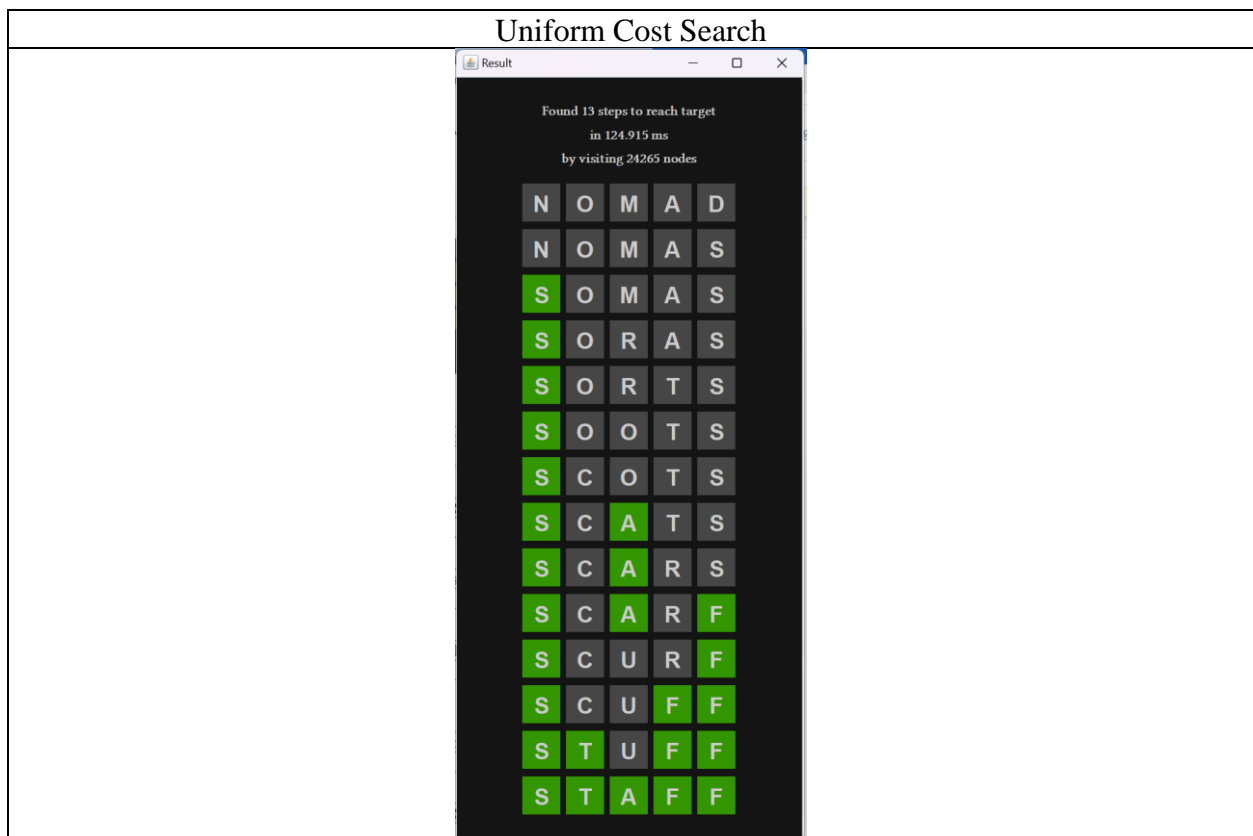 Uniform Cost Search
Result
Found 13 steps to reach target
in 124.915 ms
by visiting 24265 nodes
N O M A D
N O M A S
S O M A S
S O R A S
S O R T S
S O O T S
S C O T S
S C A T S
S C A R S
S C A R F
S C U R F
S C U F F
S T U F F
S T A F F